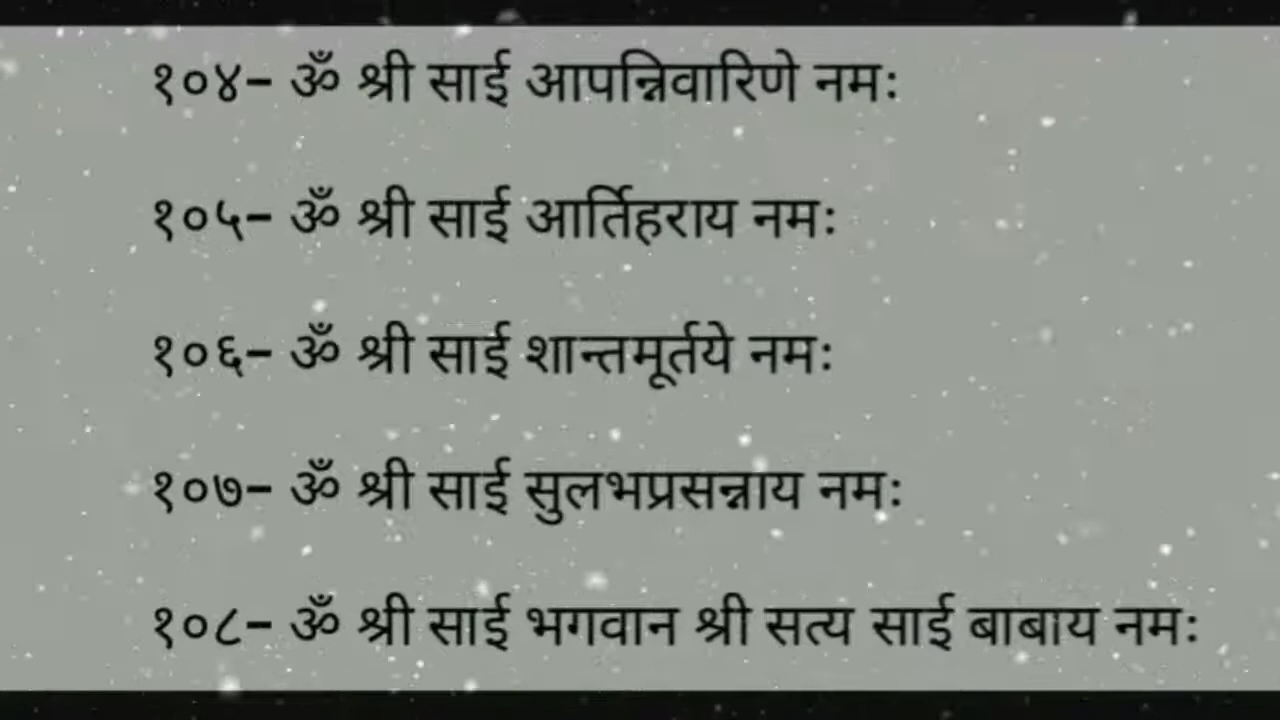 १०४- ॐ श्री साई आपन्निवारिणे नमः
१०५- ॐ श्री साई आर्तिहराय नमः
१०६- ॐ श्री साई शान्तमूर्तये नमः
१०७- ॐ श्री साई सुलभप्रसन्नाय नमः
१०८- ॐ श्री साई भगवान श्री सत्य साई बाबाय नमः